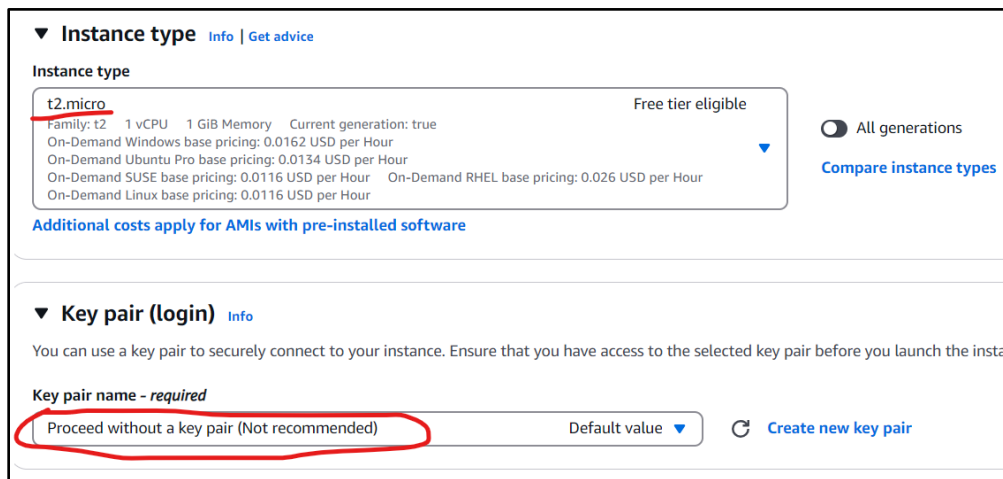 Instance type Info | Get advice
Instance type
t2.micro Free tier eligible
Family: t2 1 vCPU 1 GiB Memory Current generation: true
On-Demand Windows base pricing: 0.0162 USD per Hour
On-Demand Ubuntu Pro base pricing: 0.0134 USD per Hour
On-Demand SUSE base pricing: 0.0116 USD per Hour On-Demand RHEL base pricing: 0.026 USD per Hour
On-Demand Linux base pricing: 0.0116 USD per Hour
All generations
Compare instance types
Additional costs apply for AMIs with pre-installed software
Key pair (login) Info
You can use a key pair to securely connect to your instance. Ensure that you have access to the selected key pair before you launch the insta
Key pair name - required
Proceed without a key pair (Not recommended) Default value
Create new key pair